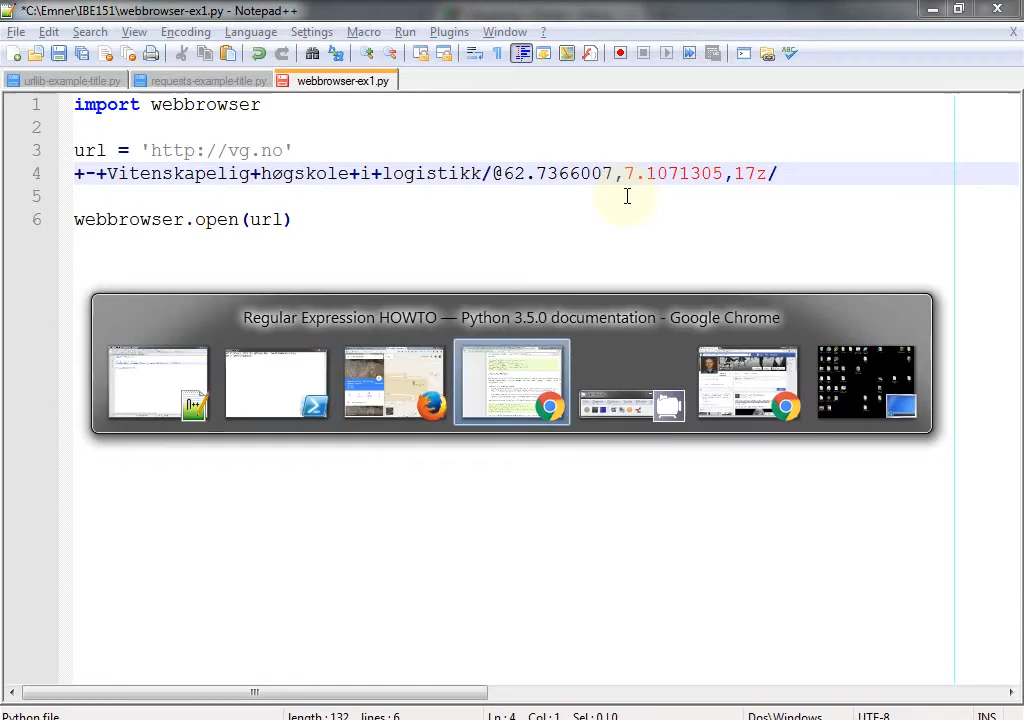 *C:\Emner\IBE151\webbrowser-ex1.py - Notepad++
File Edit Search View Encoding Language Settings Macro Run Plugins Window ? X
urllib-example-title.py requests-example-title.py webbrowser-ex1.py
1 import webbrowser
2
3 url = 'http://vg.no'
4 +-+Vitenskapelig+høgskole+i+logistikk/@62.7366007,7.1071305,17z/
5
6 webbrowser.open(url)
Regular Expression HOWTO — Python 3.5.0 documentation - Google Chrome
Python file length : 132 lines : 6 Ln : 4 Col : 1 Sel : 0 | 0 Dos\Windows UTF-8 INS